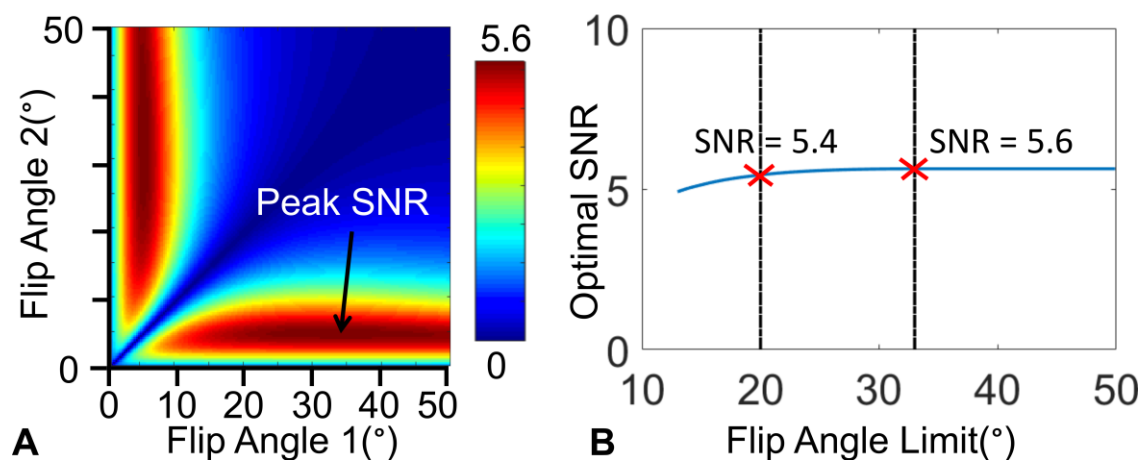 50
Flip Angle 2(°)
0
0 10 20 30 40 50
Flip Angle 1(°)
A
Peak SNR
5.6
0
10
Optimal SNR
5
0
SNR = 5.4
SNR = 5.6
10 20 30 40 50
Flip Angle Limit(°)
B